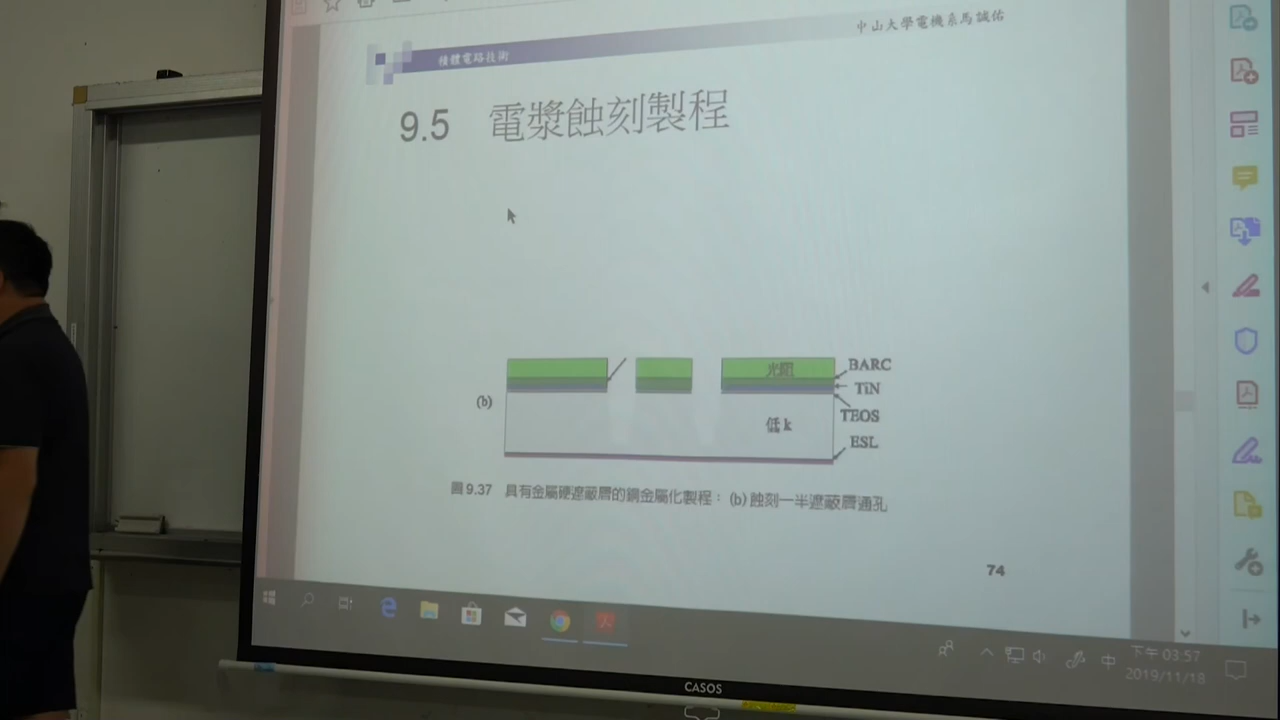 中山大學電機系馬誠佑
積體電路技術
9.5 電漿蝕刻製程
光阻
BARC
TiN
(b)
TEOS
低 k
ESL
圖 9.37 具有金屬硬遮蔽層的銅金屬化製程：(b) 蝕刻一半遮蔽層通孔
74
中
下午 03:57
2019/11/18
CASOS